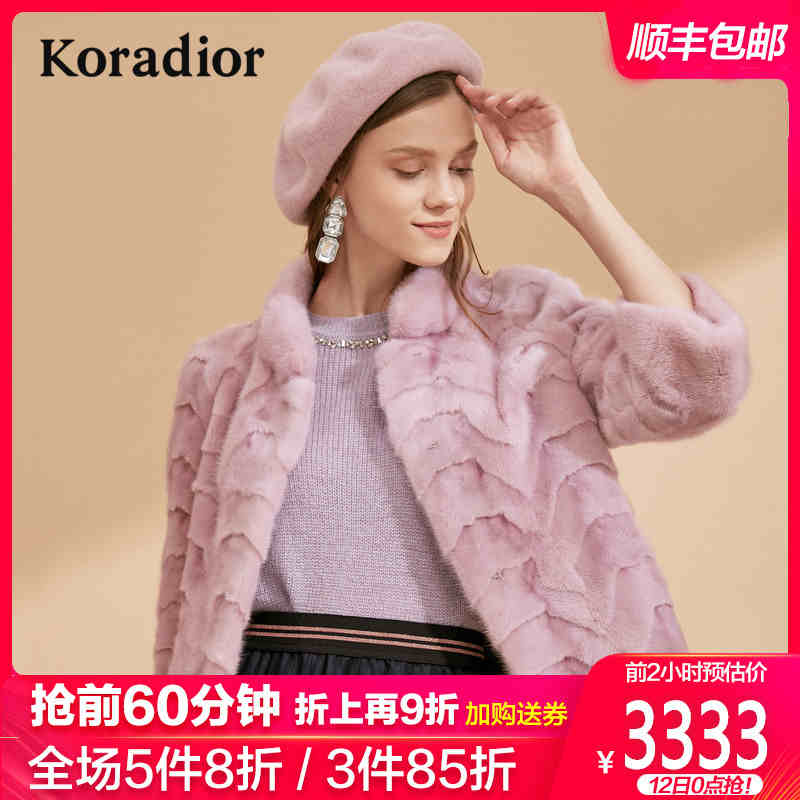 Koradior
顺丰包邮
前2小时预估价
抢前60分钟 折上再9折 加购送券
¥3333
全场5件8折 / 3件85折
12日0点抢!